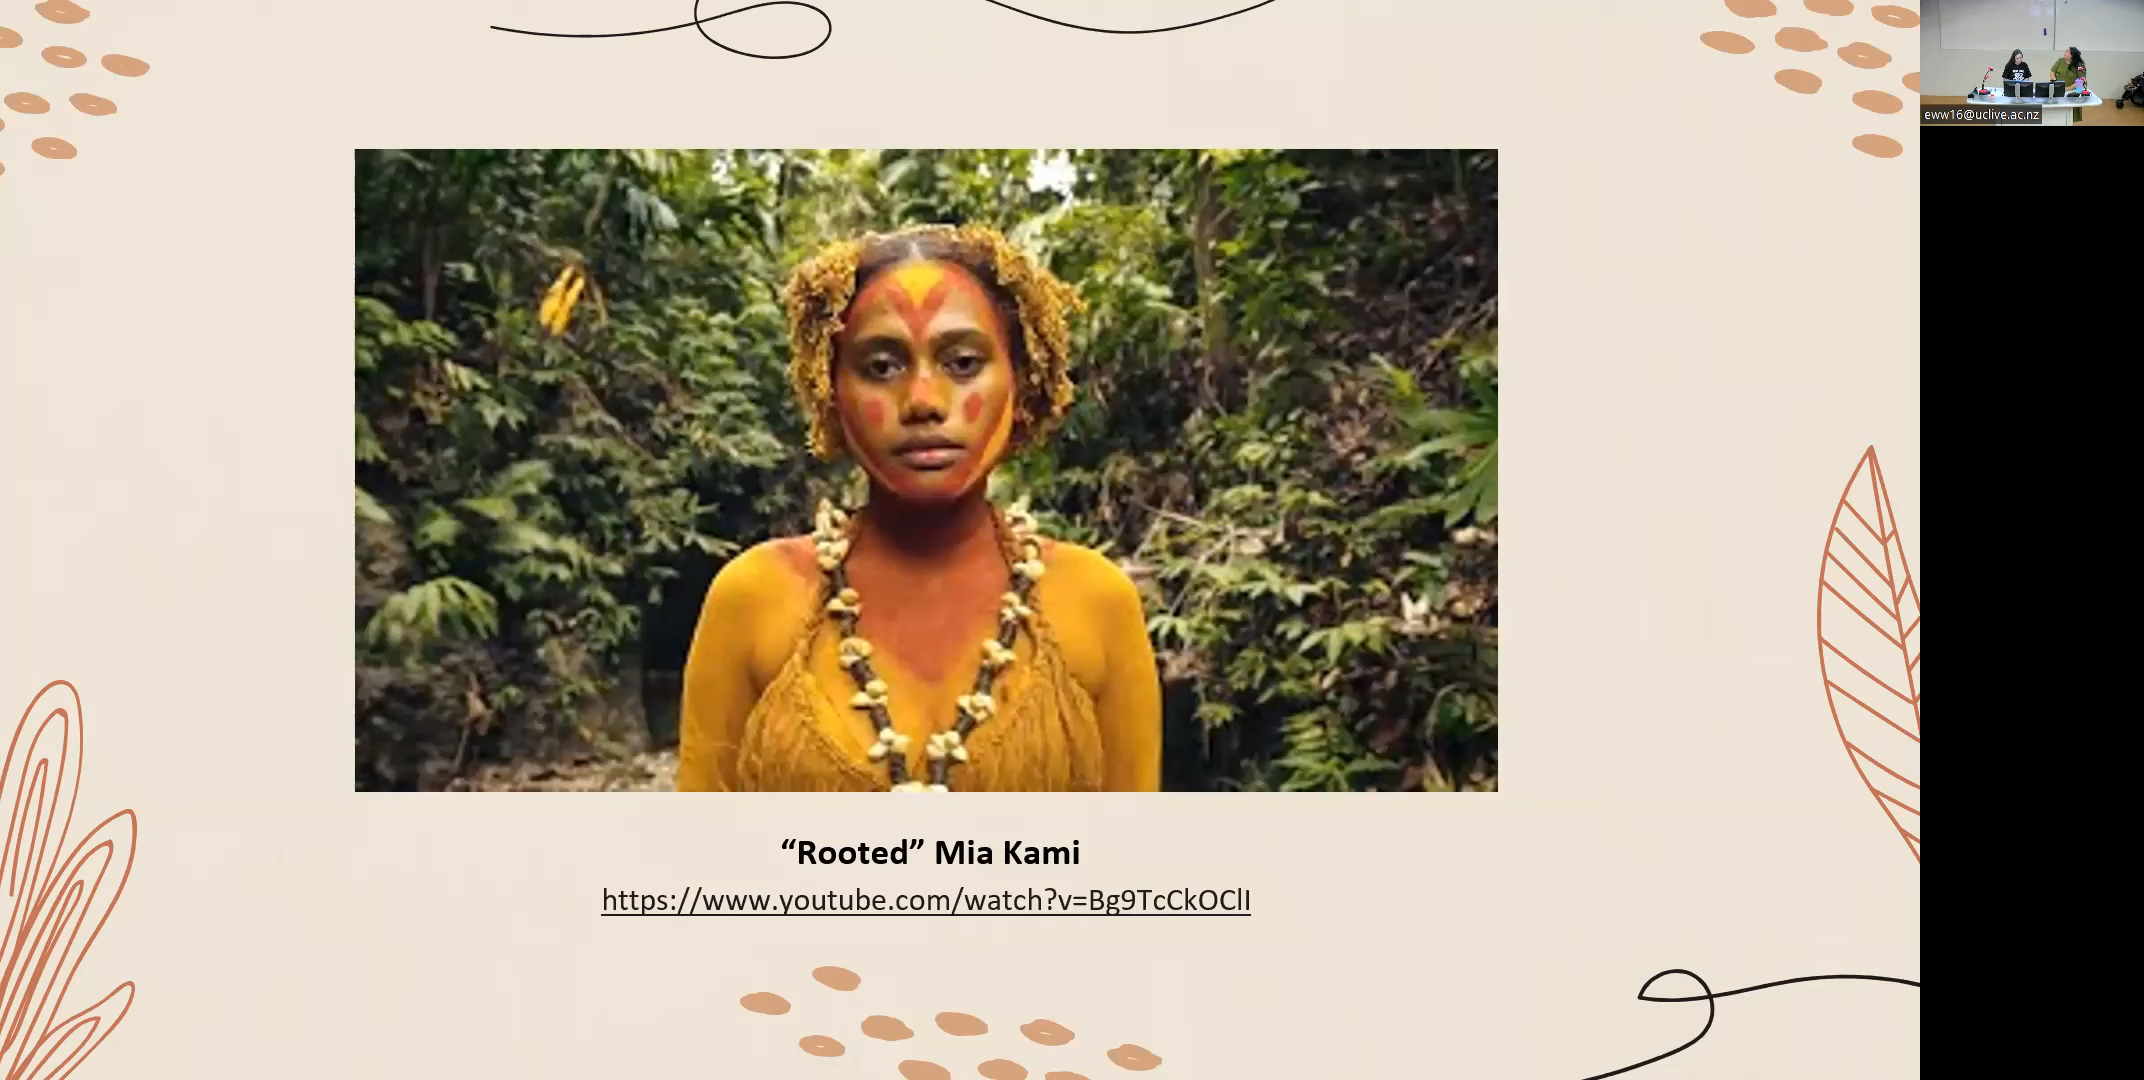 “Rooted” Mia Kami
https://www.youtube.com/watch?v=Bg9TcCkOClI
eww16@uclive.ac.nz